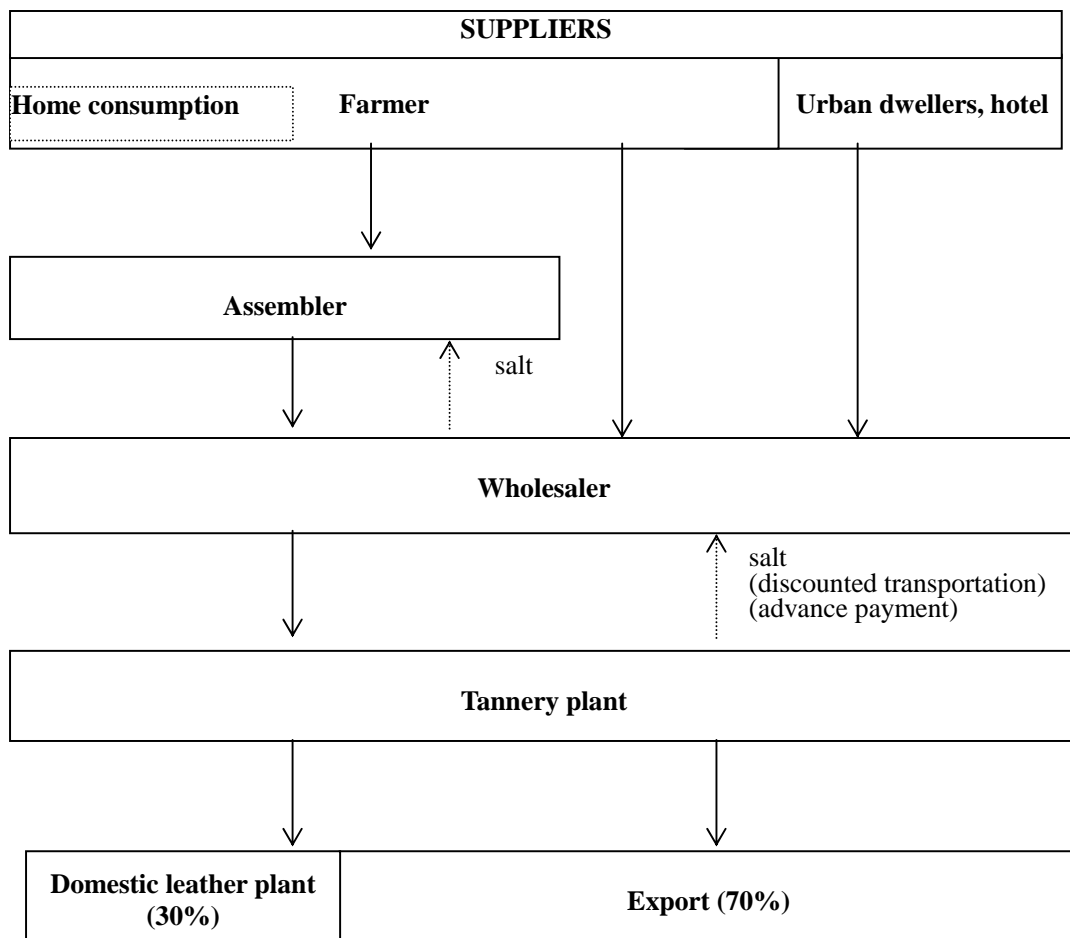 SUPPLIERS
Home consumption
Farmer
Urban dwellers, hotel
Assembler
salt
Wholesaler
salt
(discounted transportation)
(advance payment)
Tannery plant
Domestic leather plant
(30%)
Export (70%)